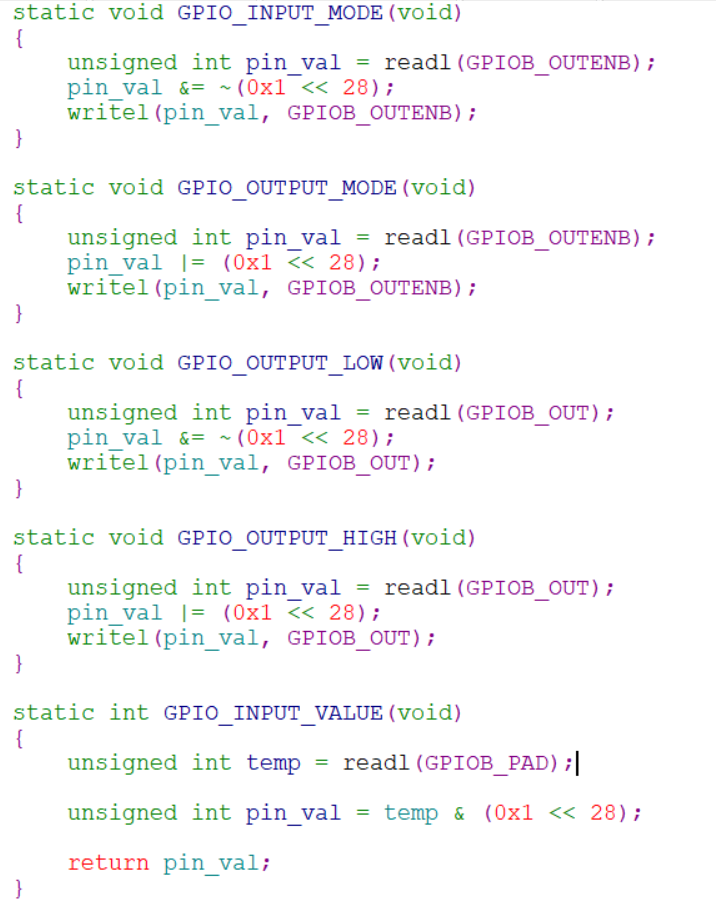 static void GPIO_INPUT_MODE(void)
{
    unsigned int pin_val = readl(GPIOB_OUTENB);
    pin_val &= ~(0x1 << 28);
    writel(pin_val, GPIOB_OUTENB);
}

static void GPIO_OUTPUT_MODE(void)
{
    unsigned int pin_val = readl(GPIOB_OUTENB);
    pin_val |= (0x1 << 28);
    writel(pin_val, GPIOB_OUTENB);
}

static void GPIO_OUTPUT_LOW(void)
{
    unsigned int pin_val = readl(GPIOB_OUT);
    pin_val &= ~(0x1 << 28);
    writel(pin_val, GPIOB_OUT);
}

static void GPIO_OUTPUT_HIGH(void)
{
    unsigned int pin_val = readl(GPIOB_OUT);
    pin_val |= (0x1 << 28);
    writel(pin_val, GPIOB_OUT);
}

static int GPIO_INPUT_VALUE(void)
{
    unsigned int temp = readl(GPIOB_PAD);

    unsigned int pin_val = temp & (0x1 << 28);

    return pin_val;
}